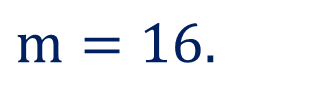 m = 16.